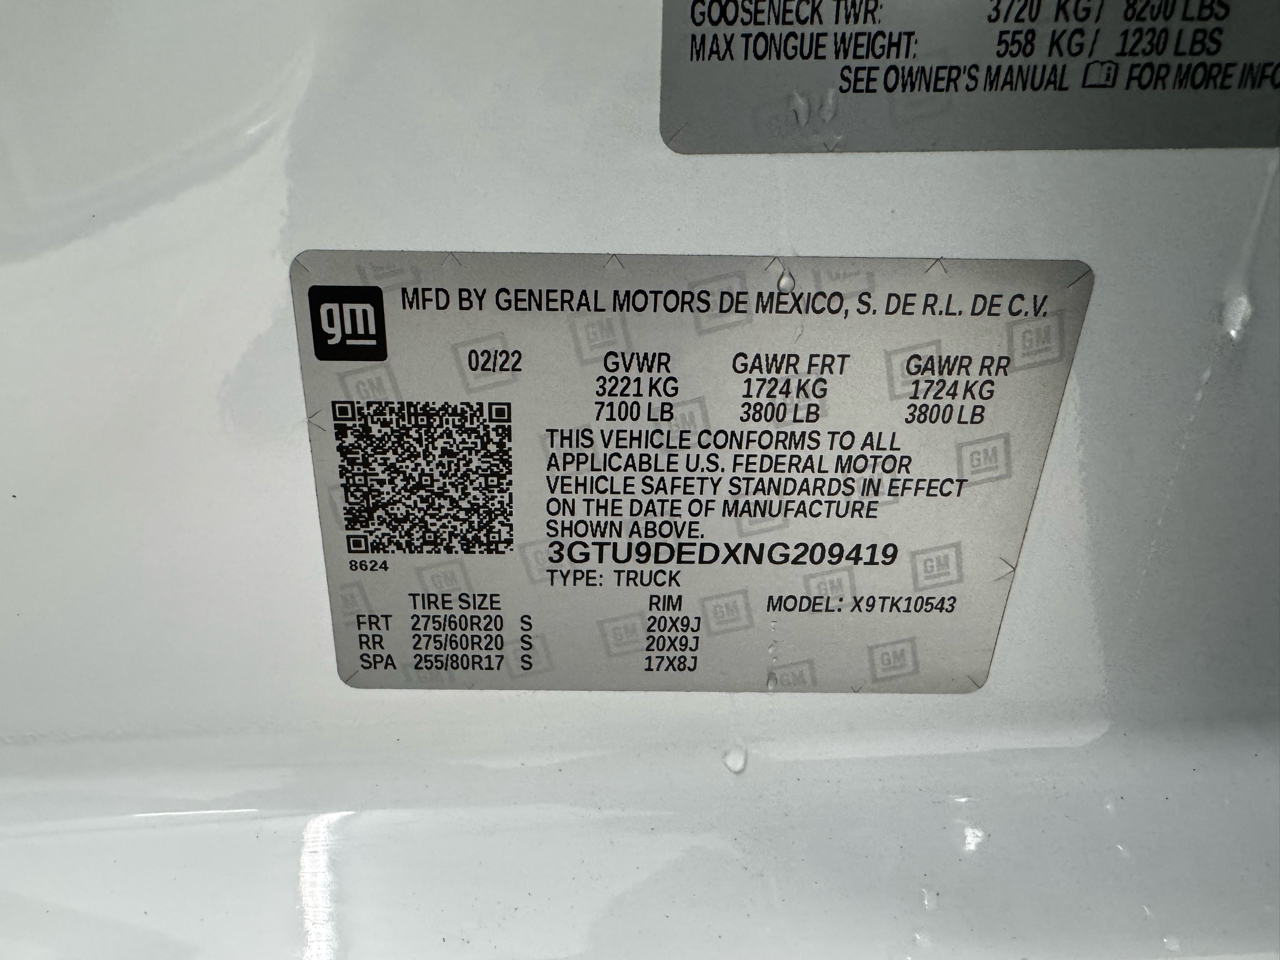 GOOSENECK TWR: 3720 KG/ 8200 LBS
MAX TONGUE WEIGHT: 558 KG/ 1230 LBS
SEE OWNER'S MANUAL FOR MORE INFO
gm
MFD BY GENERAL MOTORS DE MEXICO, S. DE R.L. DE C.V.
02/22 GVWR GAWR FRT GAWR RR
3221 KG 1724 KG 1724 KG
7100 LB 3800 LB 3800 LB
THIS VEHICLE CONFORMS TO ALL
APPLICABLE U.S. FEDERAL MOTOR
VEHICLE SAFETY STANDARDS IN EFFECT
ON THE DATE OF MANUFACTURE
SHOWN ABOVE.
3GTU9DEDXNG209419
8624
TYPE: TRUCK
TIRE SIZE RIM MODEL: X9TK10543
FRT 275/60R20 S 20X9J
RR 275/60R20 S 20X9J
SPA 255/80R17 S 17X8J